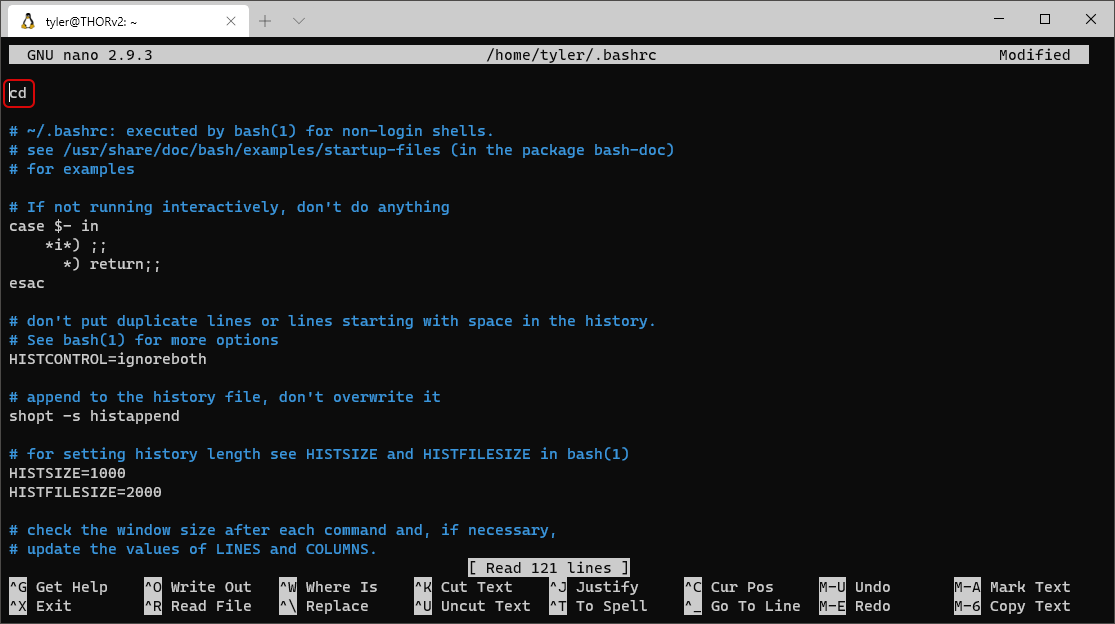 tyler@THORv2: ~
GNU nano 2.9.3 /home/tyler/.bashrc Modified
cd
# ~/.bashrc: executed by bash(1) for non-login shells.
# see /usr/share/doc/bash/examples/startup-files (in the package bash-doc)
# for examples
# If not running interactively, don't do anything
case $- in
    *i*) ;;
      *) return;;
esac
# don't put duplicate lines or lines starting with space in the history.
# See bash(1) for more options
HISTCONTROL=ignoreboth
# append to the history file, don't overwrite it
shopt -s histappend
# for setting history length see HISTSIZE and HISTFILESIZE in bash(1)
HISTSIZE=1000
HISTFILESIZE=2000
# check the window size after each command and, if necessary,
# update the values of LINES and COLUMNS.
[ Read 121 lines ]
^G Get Help ^O Write Out ^W Where Is ^K Cut Text ^J Justify ^C Cur Pos M-U Undo M-A Mark Text
^X Exit ^R Read File ^\ Replace ^U Uncut Text ^T To Spell ^_ Go To Line M-E Redo M-6 Copy Text